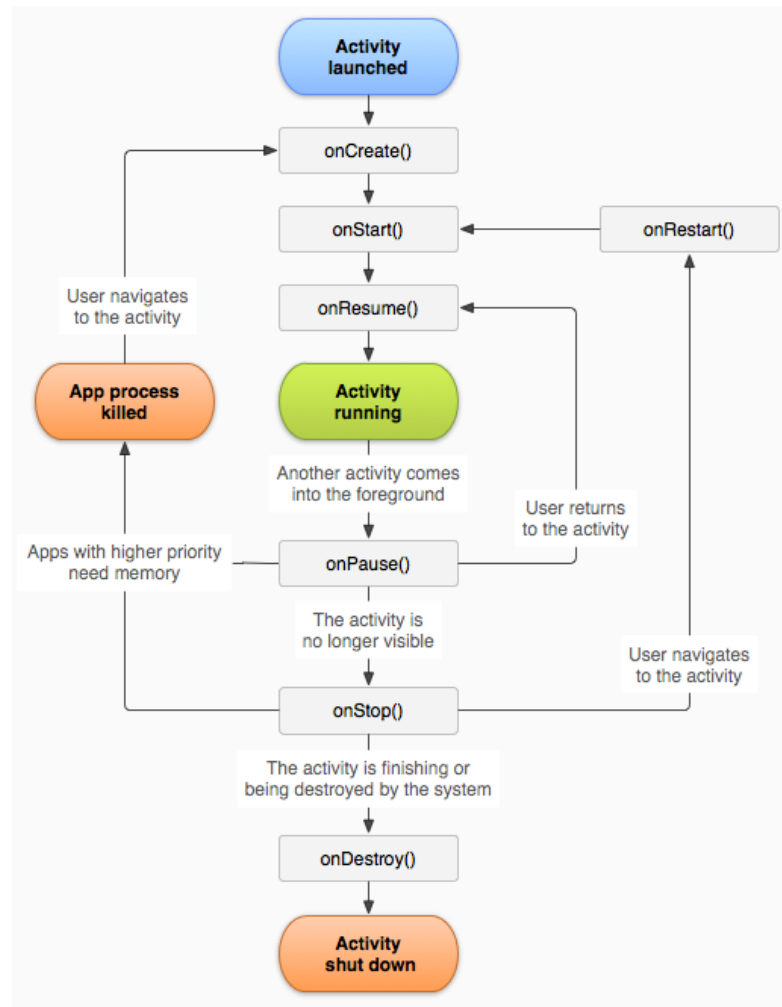 Activity
launched
onCreate()
onStart()
onRestart()
User navigates
to the activity
onResume()
App process
killed
Activity
running
Another activity comes
into the foreground
User returns
to the activity
Apps with higher priority
need memory
onPause()
The activity is
no longer visible
User navigates
to the activity
onStop()
The activity is finishing or
being destroyed by the system
onDestroy()
Activity
shut down